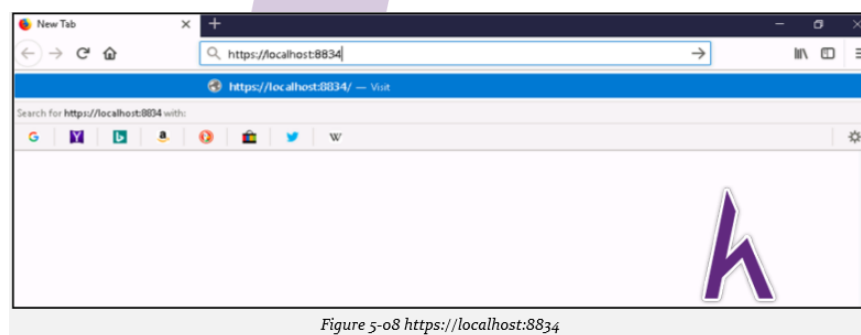 New Tab
https://localhost:8834
https://localhost:8834/ — Visit
Search for https://localhost:8834 with:
G Y b a W
h
Figure 5-08 https://localhost:8834